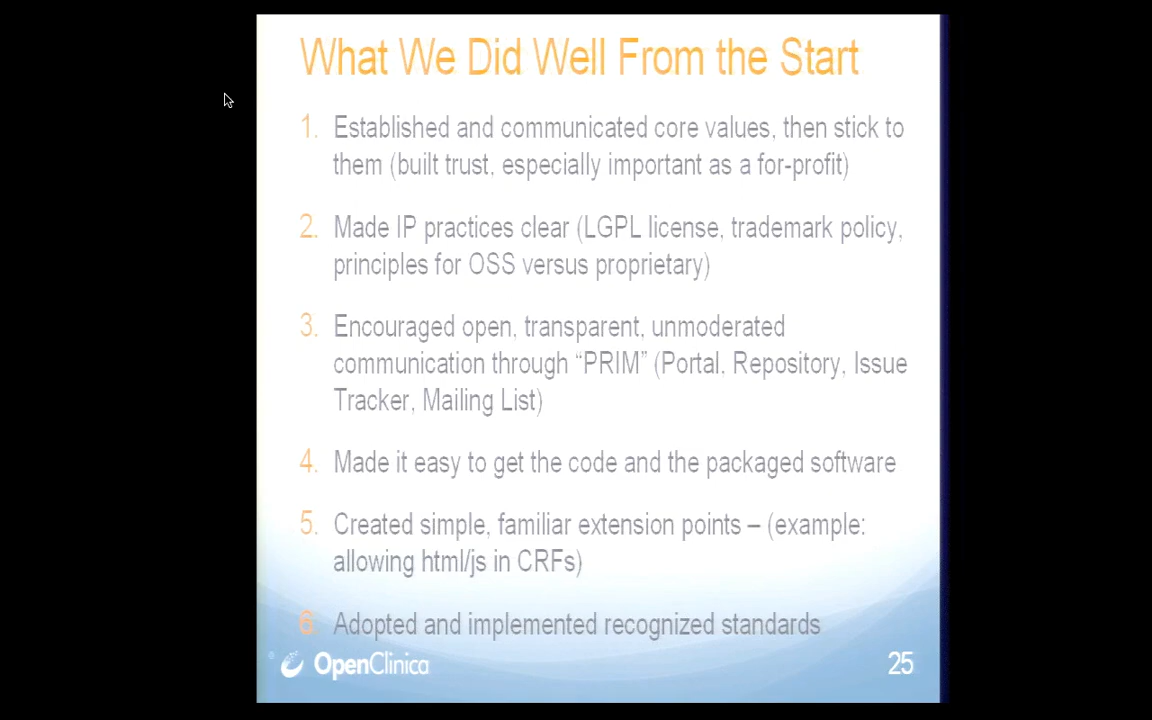 What We Did Well From the Start
1. Established and communicated core values, then stick to
them (built trust, especially important as a for-profit)
2. Made IP practices clear (LGPL license, trademark policy,
principles for OSS versus proprietary)
3. Encouraged open, transparent, unmoderated
communication through “PRIM” (Portal, Repository, Issue
Tracker, Mailing List)
4. Made it easy to get the code and the packaged software
5. Created simple, familiar extension points – (example:
allowing html/js in CRFs)
6. Adopted and implemented recognized standards
OpenClinica
25